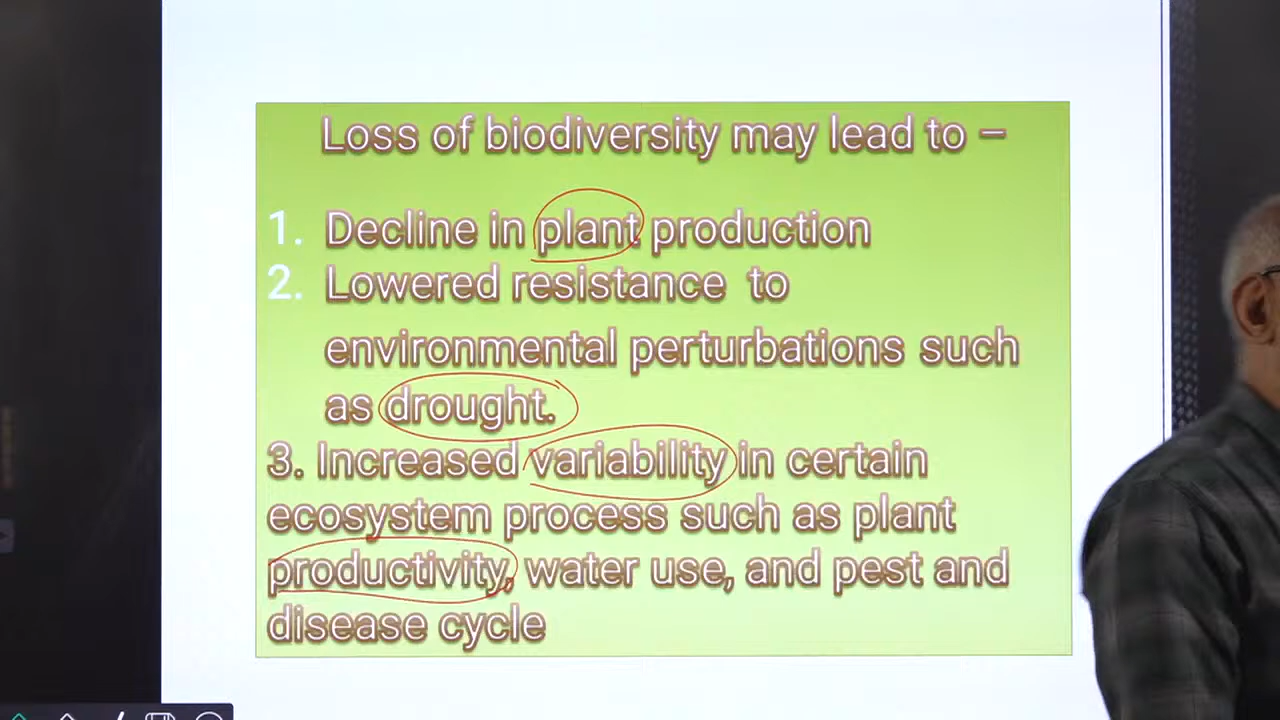 Loss of biodiversity may lead to –
1. Decline in plant production
2. Lowered resistance to
environmental perturbations such
as drought.
3. Increased variability in certain
ecosystem process such as plant
productivity, water use, and pest and
disease cycle